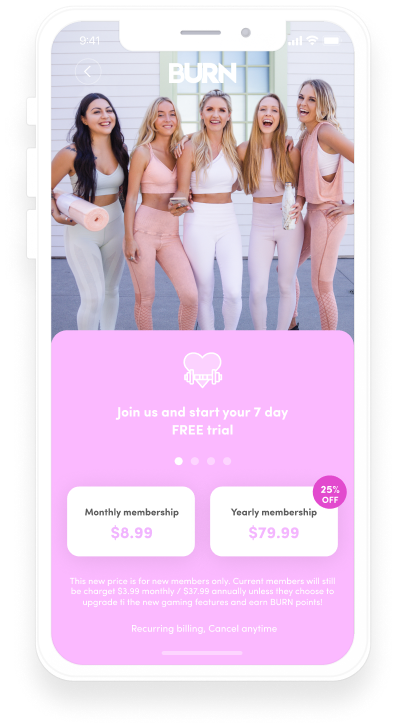 9:41
BURN
Join us and start your 7 day
FREE trial
25%
OFF
Monthly membership
$8.99
Yearly membership
$79.99
This new price is for new members only. Current members will still
be charget $3.99 monthly / $37.99 annually unless they choose to
upgrade ti the new gaming features and earn BURN points!
Recurring billing, Cancel anytime